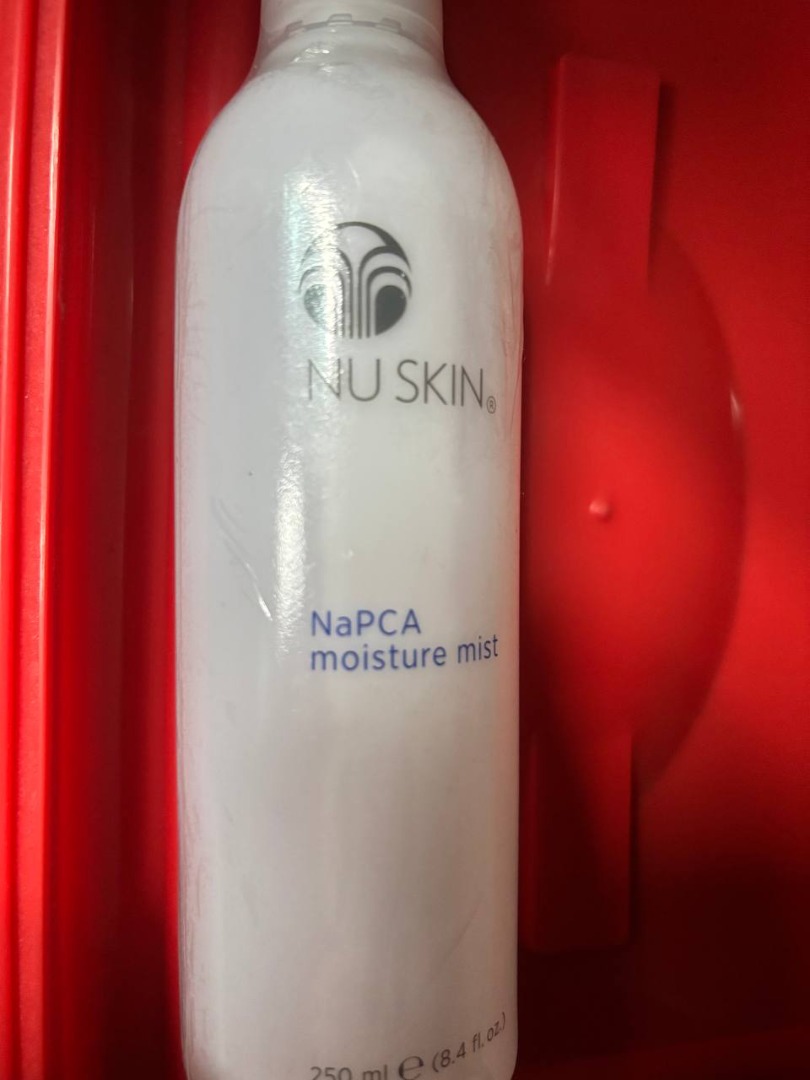 NU SKIN®
NaPCA
moisture mist
250 ml ℮ (8.4 fl. oz.)